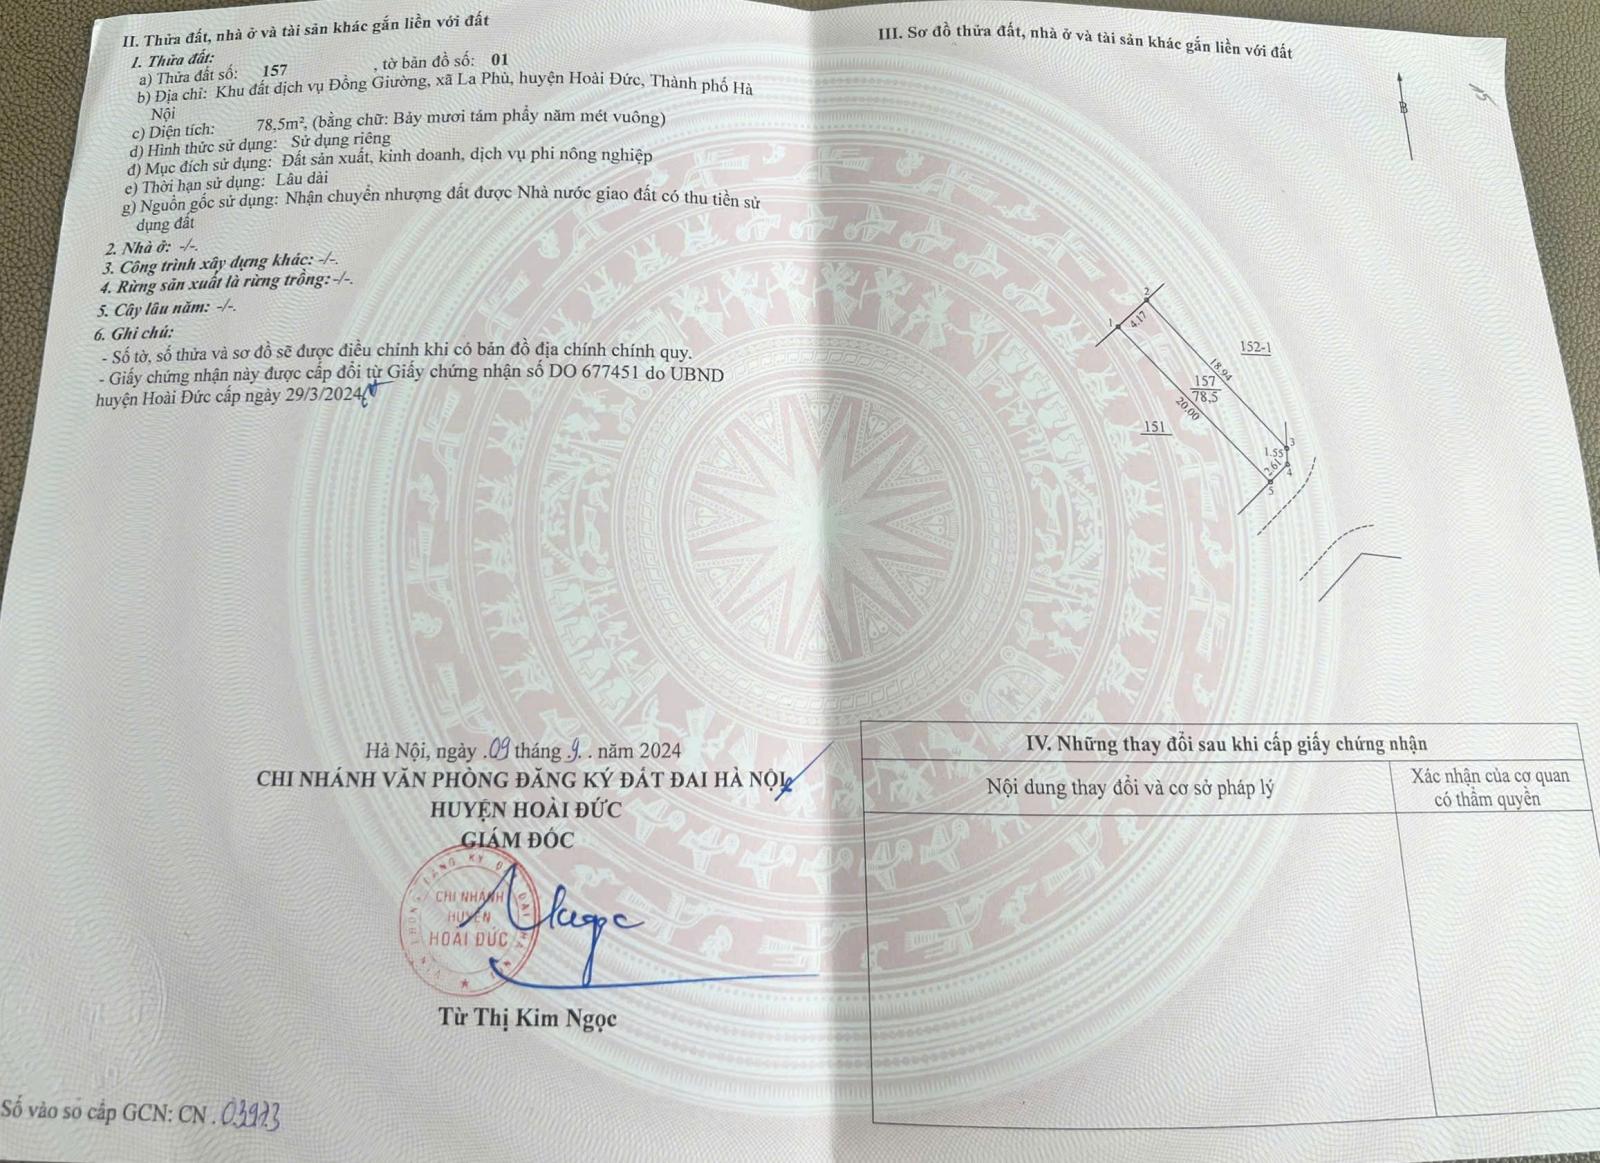 II. Thửa đất, nhà ở và tài sản khác gắn liền với đất
1. Thửa đất:
a) Thửa đất số: 157 , tờ bản đồ số: 01
b) Địa chỉ: Khu đất dịch vụ Đồng Giường, xã La Phù, huyện Hoài Đức, Thành phố Hà
Nội
c) Diện tích: 78,5m², (bằng chữ: Bảy mươi tám phẩy năm mét vuông)
d) Hình thức sử dụng: Sử dụng riêng
đ) Mục đích sử dụng: Đất sản xuất, kinh doanh, dịch vụ phi nông nghiệp
e) Thời hạn sử dụng: Lâu dài
g) Nguồn gốc sử dụng: Nhận chuyển nhượng đất được Nhà nước giao đất có thu tiền sử
dụng đất
2. Nhà ở: -/-.
3. Công trình xây dựng khác: -/-.
4. Rừng sản xuất là rừng trồng: -/-.
5. Cây lâu năm: -/-.
6. Ghi chú:
- Số tờ, số thửa và sơ đồ sẽ được điều chỉnh khi có bản đồ địa chính chính quy.
- Giấy chứng nhận này được cấp đổi từ Giấy chứng nhận số DO 677451 do UBND
huyện Hoài Đức cấp ngày 29/3/2024
Hà Nội, ngày .09 tháng .9. . năm 2024
CHI NHÁNH VĂN PHÒNG ĐĂNG KÝ ĐẤT ĐAI HÀ NỘI
HUYỆN HOÀI ĐỨC
GIÁM ĐỐC
CHI NHÁNH
HUYỆN
HOÀI ĐỨC
Ngọc
Từ Thị Kim Ngọc
Số vào sổ cấp GCN: CN .
III. Sơ đồ thửa đất, nhà ở và tài sản khác gắn liền với đất
15
B
2
1
4.17
152-1
18.94
157
78,5
20.00
151
3
1.55
2.61
4
5
IV. Những thay đổi sau khi cấp giấy chứng nhận
Nội dung thay đổi và cơ sở pháp lý
Xác nhận của cơ quan
có thẩm quyền